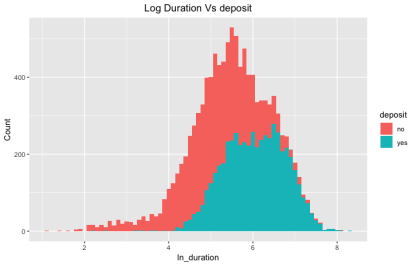 Log Duration Vs deposit
400
200
0
Count
2
4
6
8
ln_duration
deposit
no
yes